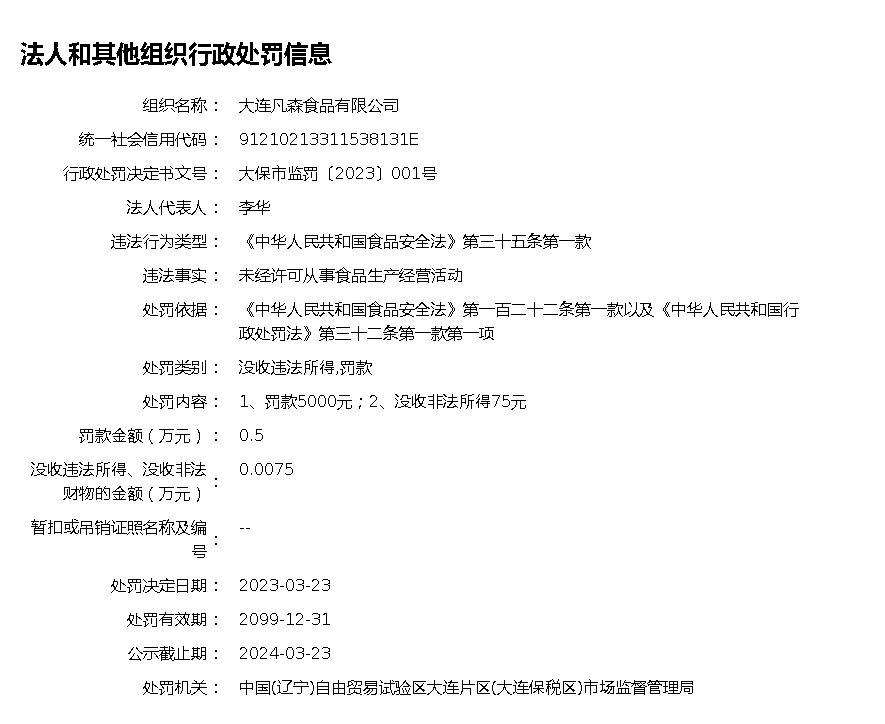 法人和其他组织行政处罚信息
组织名称： 大连凡森食品有限公司
统一社会信用代码： 91210213311538131E
行政处罚决定书文号： 大保市监罚〔2023〕001号
法人代表人： 李华
违法行为类型： 《中华人民共和国食品安全法》第三十五条第一款
违法事实： 未经许可从事食品生产经营活动
处罚依据： 《中华人民共和国食品安全法》第一百二十二条第一款以及《中华人民共和国行
政处罚法》第三十二条第一款第一项
处罚类别： 没收违法所得,罚款
处罚内容： 1、罚款5000元；2、没收非法所得75元
罚款金额（万元）： 0.5
没收违法所得、没收非法
财物的金额（万元）： 0.0075
暂扣或吊销证照名称及编
号： --
处罚决定日期： 2023-03-23
处罚有效期： 2099-12-31
公示截止期： 2024-03-23
处罚机关： 中国(辽宁)自由贸易试验区大连片区(大连保税区)市场监督管理局